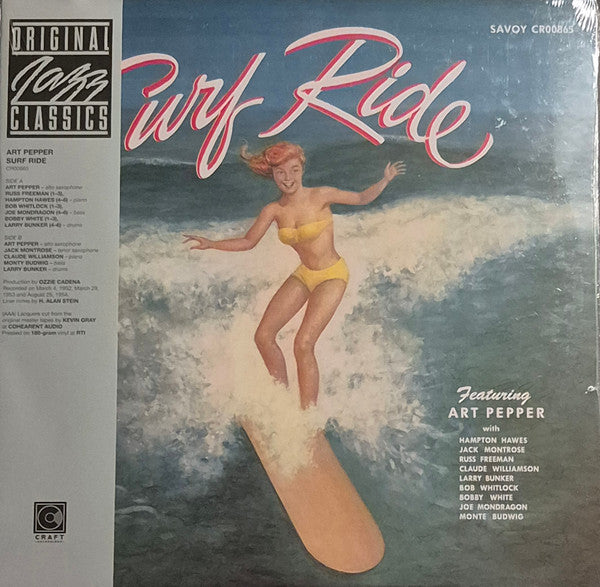 ORIGINAL
Jazz
CLASSICS
ART PEPPER
SURF RIDE
CR00865
SIDE A
ART PEPPER – alto saxophone
RUSS FREEMAN (1–3),
HAMPTON HAWES (4–6) – piano
BOB WHITLOCK (1–3),
JOE MONDRAGON (4–6) – bass
BOBBY WHITE (1–3),
LARRY BUNKER (4–6) – drums
SIDE B
ART PEPPER – alto saxophone
JACK MONTROSE – tenor saxophone
CLAUDE WILLIAMSON – piano
MONTY BUDWIG – bass
LARRY BUNKER – drums
Production by OZZIE CADENA
Recorded on March 4, 1952, March 29,
1953 and August 25, 1954.
Liner notes by H. ALAN STEIN
(AAA) Lacquers cut from the
original master tapes by KEVIN GRAY
at COHEARENT AUDIO
Pressed on 180-gram vinyl at RTI
CRAFT
RECORDINGS
SAVOY CR00865
Surf Ride
Featuring
ART PEPPER
with
HAMPTON HAWES
JACK MONTROSE
RUSS FREEMAN
CLAUDE WILLIAMSON
LARRY BUNKER
BOB WHITLOCK
BOBBY WHITE
JOE MONDRAGON
MONTE BUDWIG